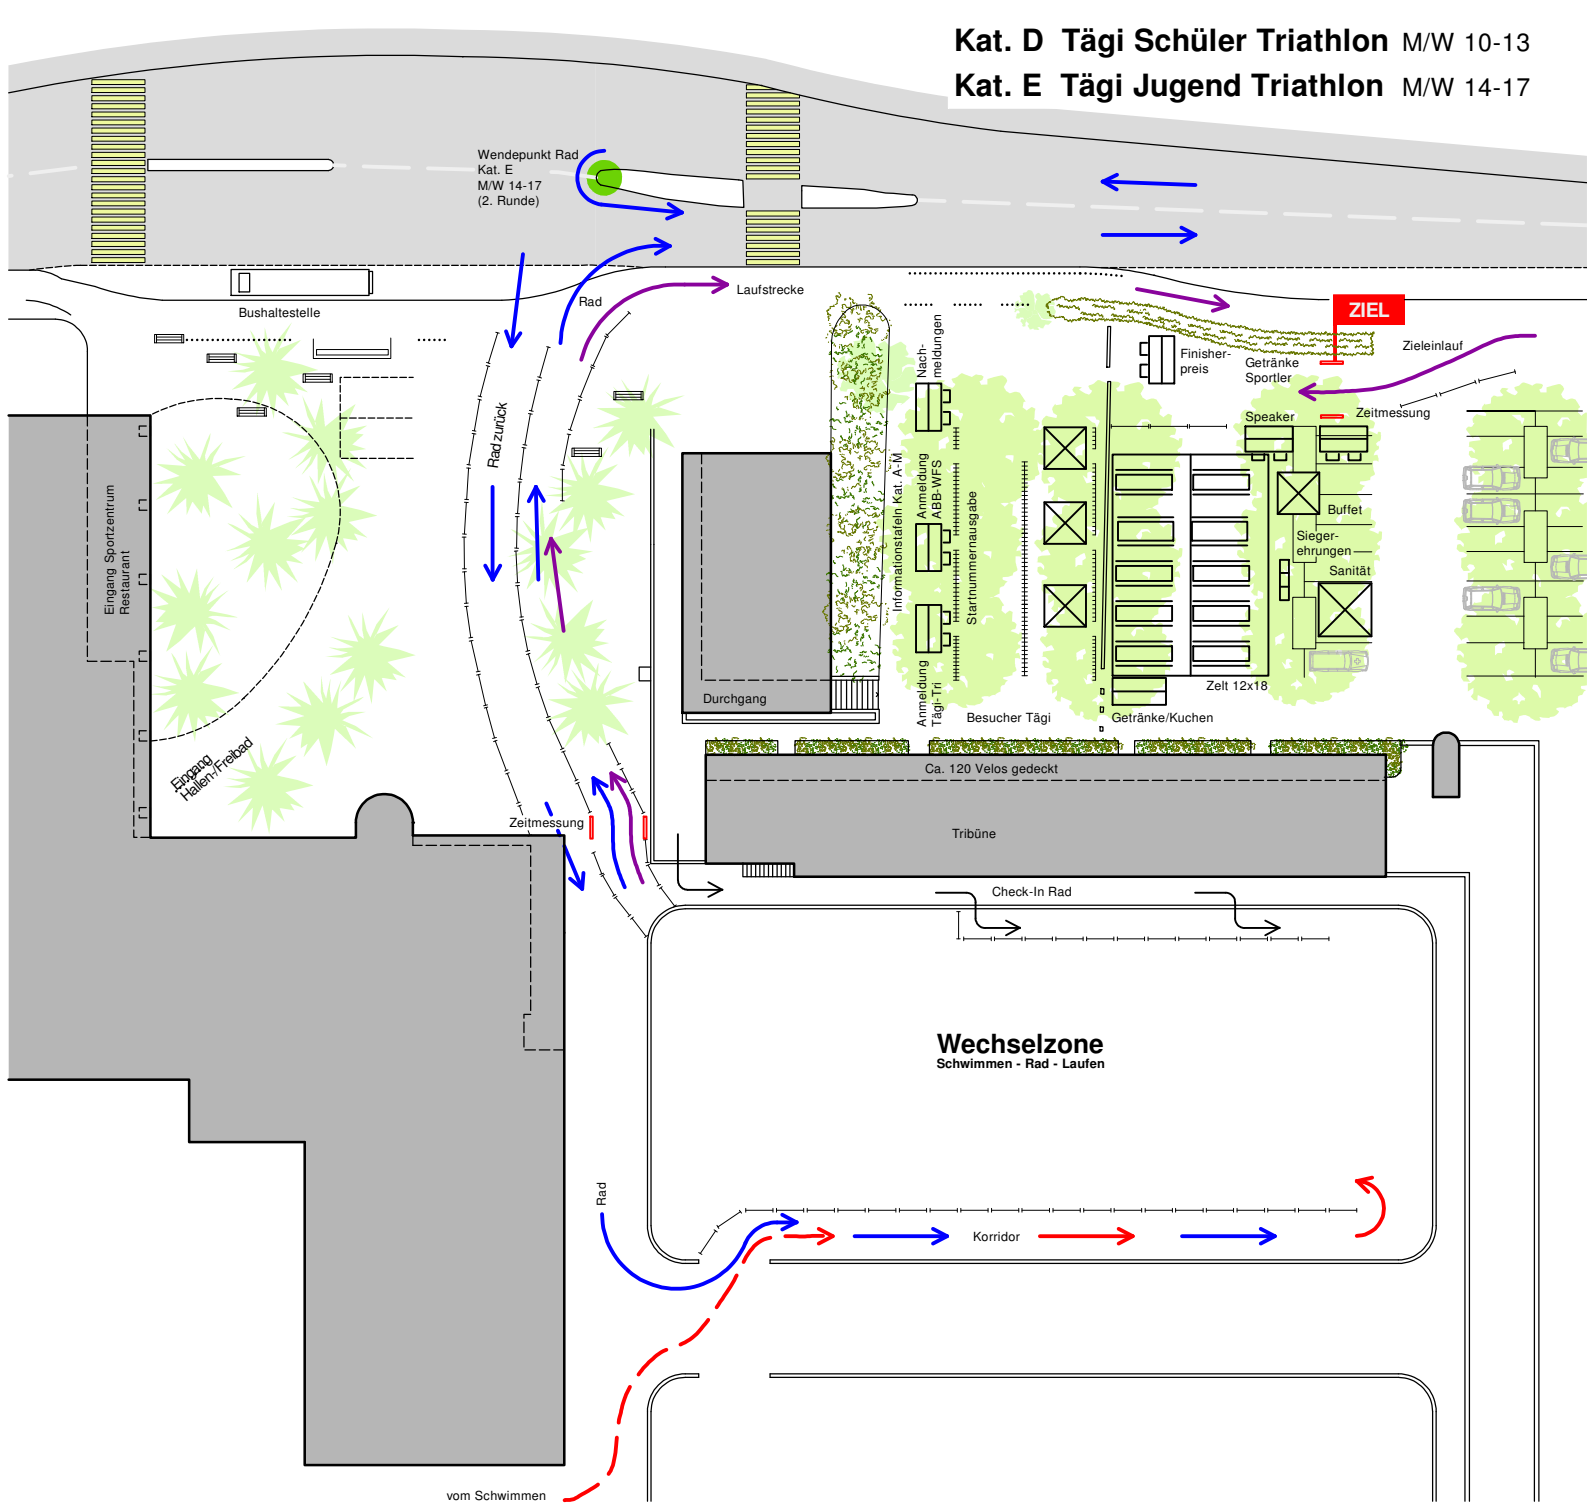 Kat. D Tägi Schüler Triathlon M/W 10-13
Kat. E Tägi Jugend Triathlon M/W 14-17
Wendepunkt Rad
Kat. E
M/W 14-17
(2. Runde)
Rad
Laufstrecke
Bushaltestelle
ZIEL
Zieleinlauf
Finisher-
preis
Getränke
Sportler
Nach-
meldungen
Speaker
Zeitmessung
Rad zurück
Informationstafeln Kat. A-M
Anmeldung
ABB-WFS
Startnummernausgabe
Buffet
Sieger-
ehrungen
Sanität
Eingang Sportzentrum
Restaurant
Durchgang
Anmeldung
Tägi-Tri
Besucher Tägi
Zelt 12x18
Getränke/Kuchen
Eingang
Hallen-/Freibad
Ca. 120 Velos gedeckt
Zeitmessung
Tribüne
Check-In Rad
Wechselzone
Schwimmen - Rad - Laufen
Rad
Korridor
vom Schwimmen